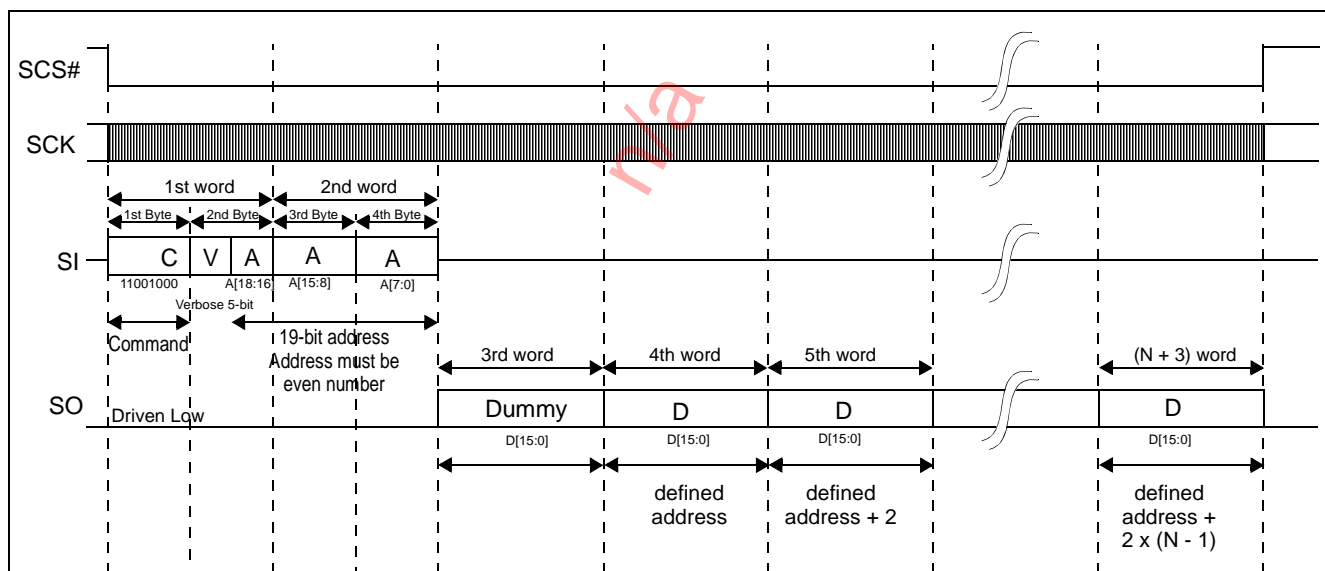 SCS#
n/a
SCK
1st word 2nd word
1st Byte 2nd Byte 3rd Byte 4th Byte
SI C V A A A
11001000 A[18:16] A[15:8] A[7:0]
Verbose 5-bit
Command 19-bit address
Address must be
even number
3rd word 4th word 5th word (N + 3) word
SO Driven Low Dummy D D D
D[15:0] D[15:0] D[15:0] D[15:0]
defined
address
defined
address + 2
defined
address +
2 x (N - 1)